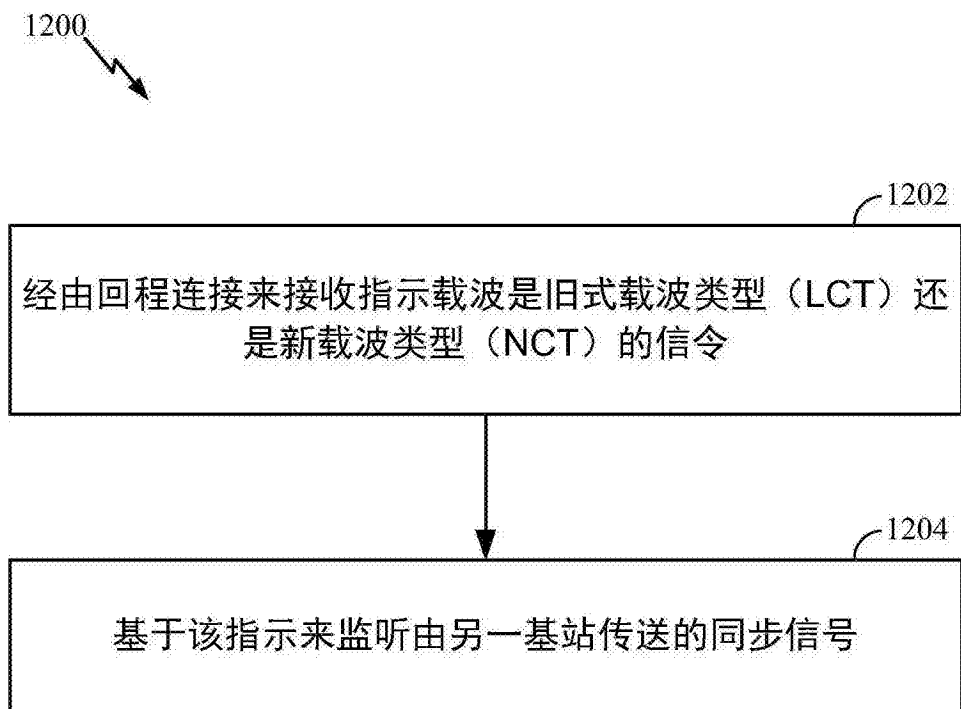 1200
1202
经由回程连接来接收指示载波是旧式载波类型（LCT）还
是新载波类型（NCT）的信令
1204
基于该指示来监听由另一基站传送的同步信号